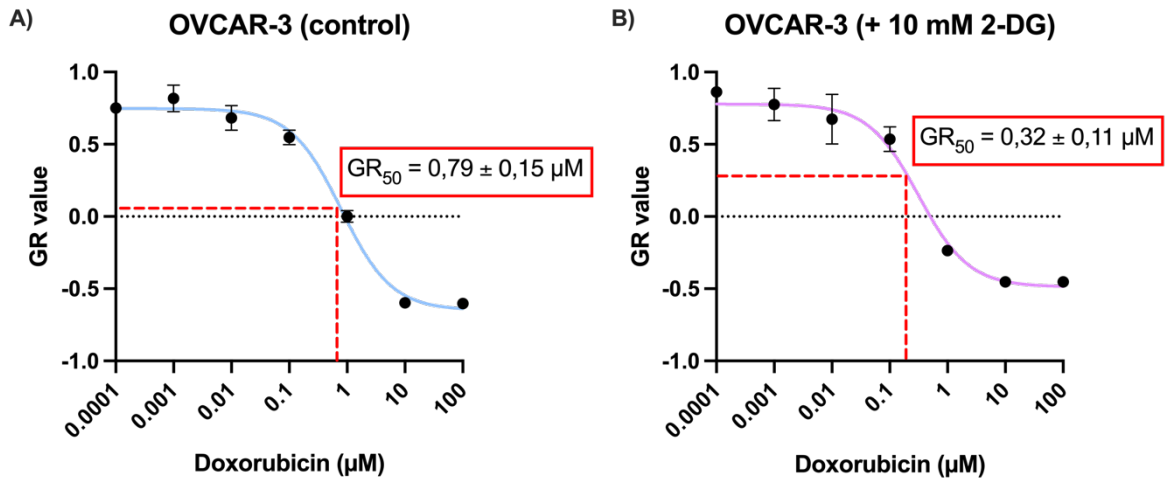 A)
OVCAR-3 (control)
GR value
1.0
0.5
0.0
-0.5
-1.0
GR50 = 0,79 ± 0,15 µM
0.0001
0.001
0.01
0.1
1
10
100
Doxorubicin (µM)
B)
OVCAR-3 (+ 10 mM 2-DG)
GR value
1.0
0.5
0.0
-0.5
-1.0
GR50 = 0,32 ± 0,11 µM
0.0001
0.001
0.01
0.1
1
10
100
Doxorubicin (µM)